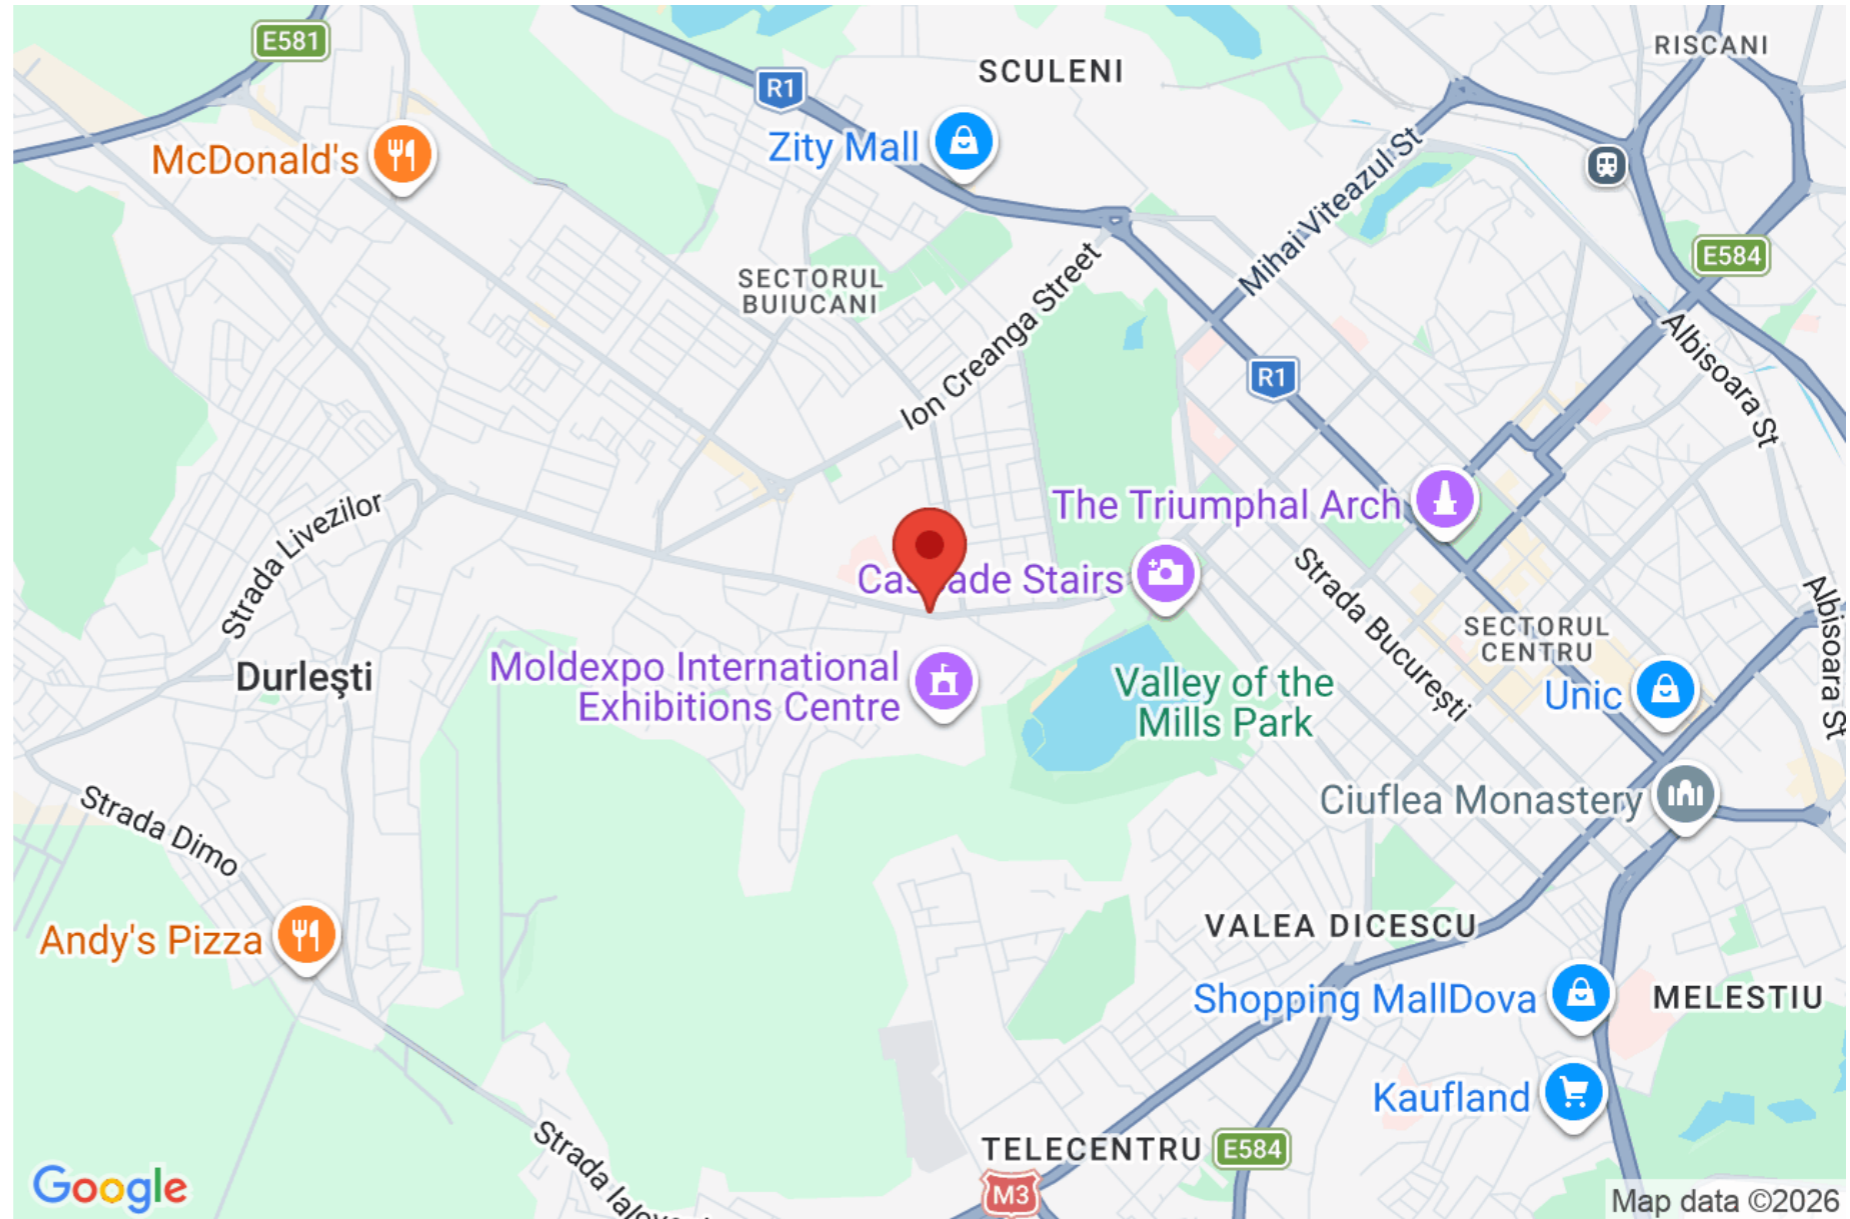 E581
R1
SCULENI
RISCANI
McDonald's
Zity Mall
Mihai Viteazul St
E584
SECTORUL
BUIUCANI
Ion Creanga Street
R1
Albisoara St
Strada Livezilor
The Triumphal Arch
Cascade Stairs
Strada București
Albisoara St
SECTORUL
CENTRU
Durleşti
Moldexpo International
Exhibitions Centre
Valley of the
Mills Park
Unic
Strada Dimo
Ciuflea Monastery
Andy's Pizza
VALEA DICESCU
Shopping MallDova
MELESTIU
Kaufland
Strada
TELECENTRU
E584
M3
Google
Map data ©2026